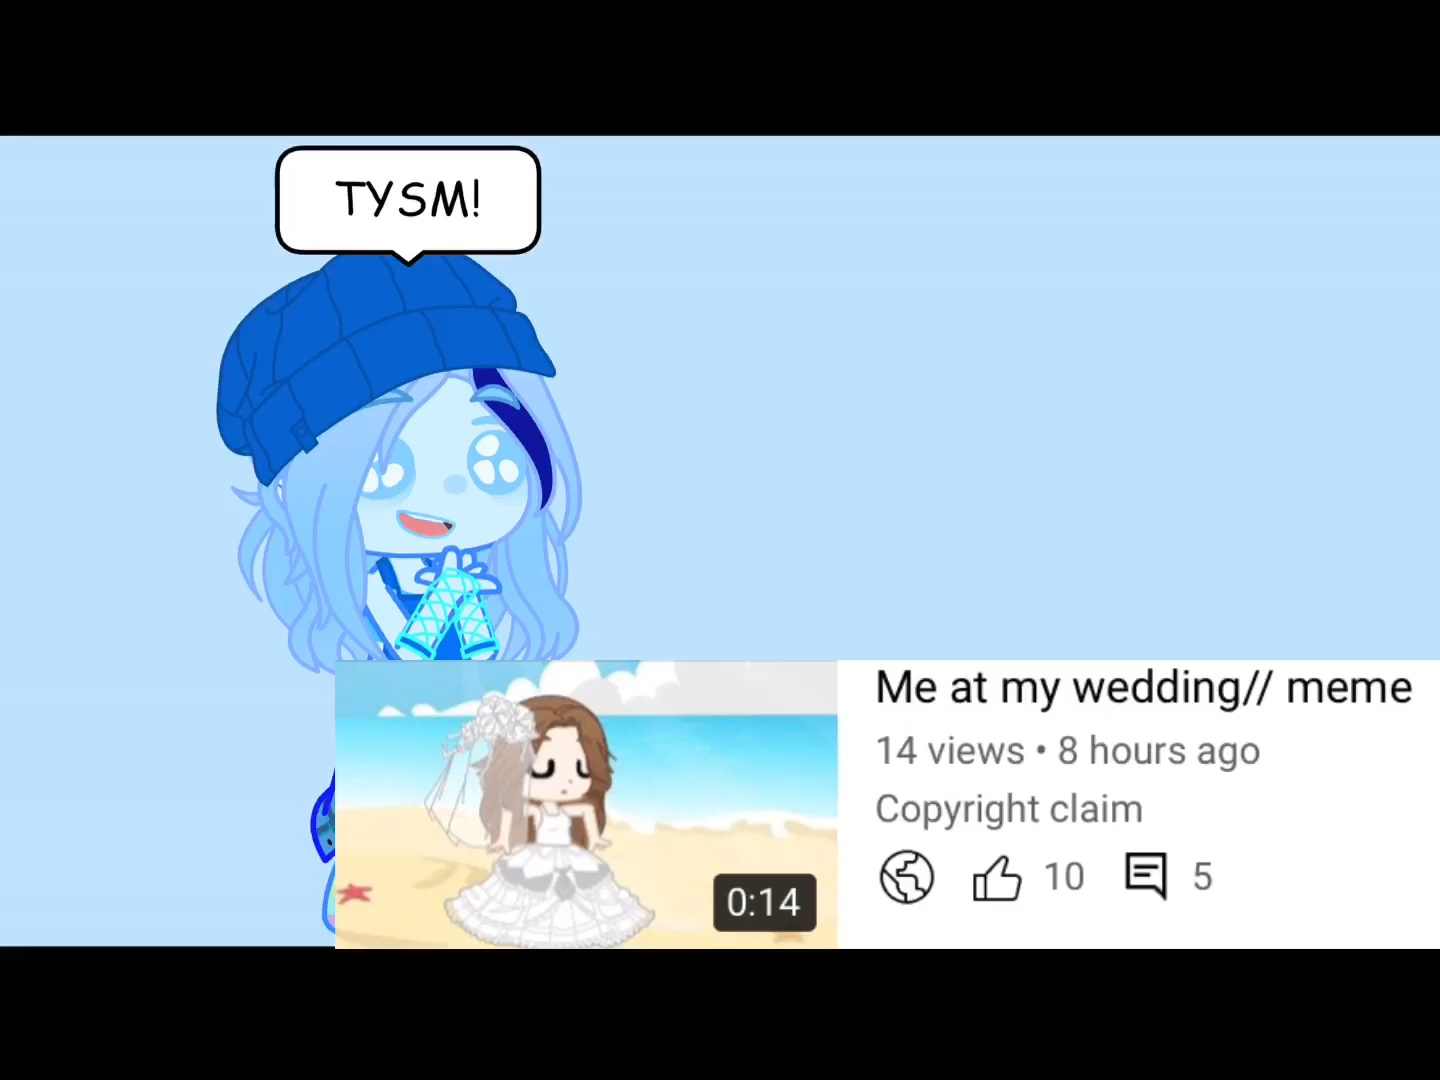 TYSM!
Me at my wedding// meme
14 views • 8 hours ago
Copyright claim
10 5
0:14